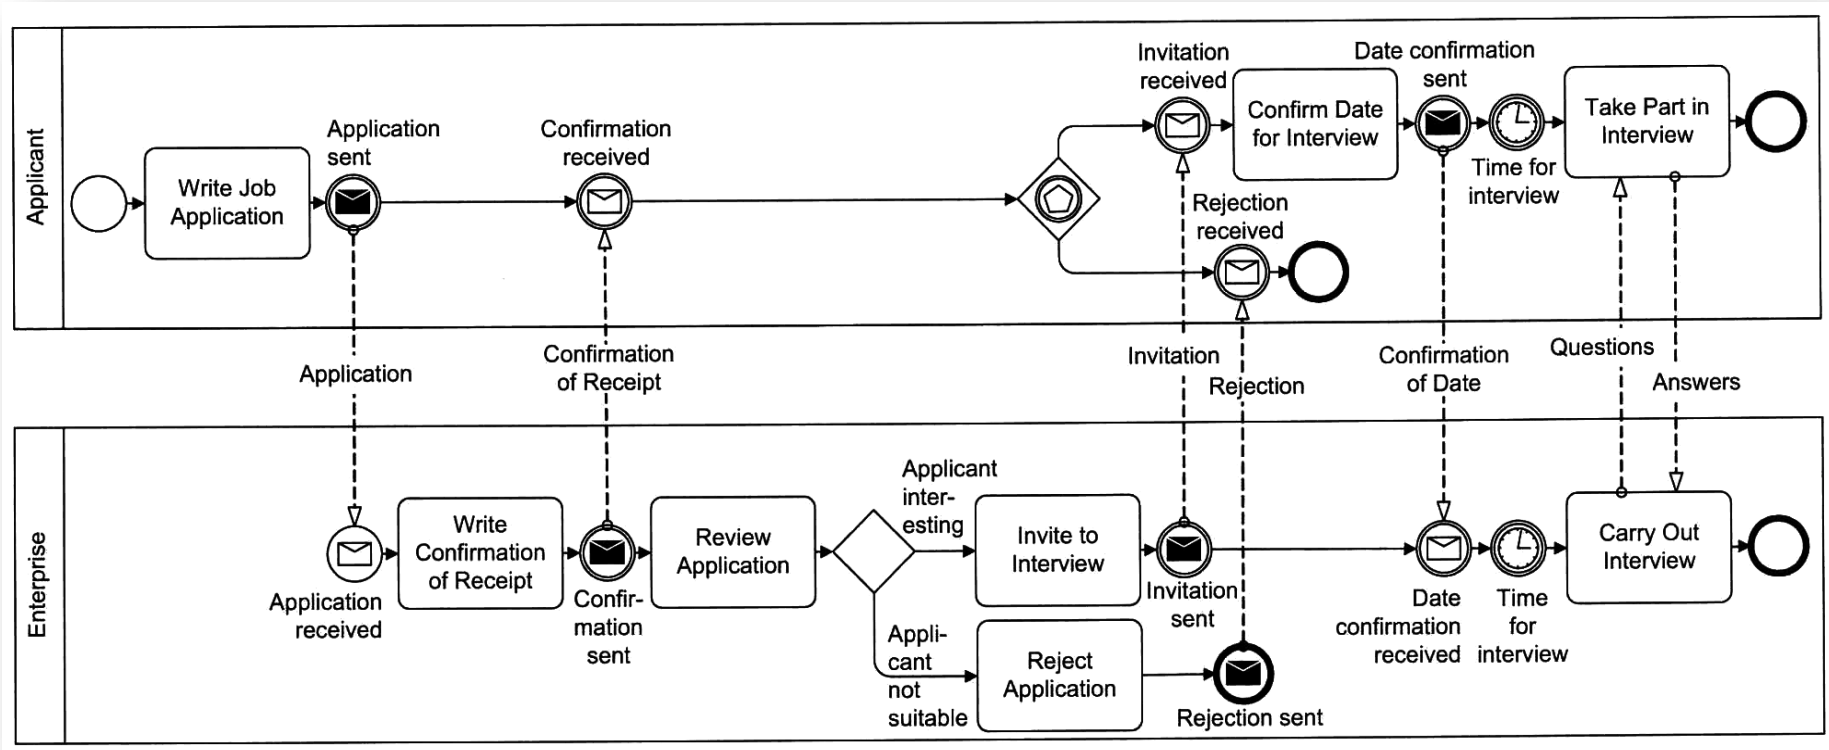 Applicant
Write Job
Application
Application
sent
Confirmation
received
Invitation
received
Confirm Date
for Interview
Date confirmation
sent
Time for
interview
Take Part in
Interview
Rejection
received
Application
Confirmation
of Receipt
Invitation
Rejection
Confirmation
of Date
Questions
Answers
Enterprise
Application
received
Write
Confirmation
of Receipt
Confir-
mation
sent
Review
Application
Applicant
inter-
esting
Invite to
Interview
Invitation
sent
Appli-
cant
not
suitable
Reject
Application
Rejection sent
Date
confirmation
received
Time
for
interview
Carry Out
Interview